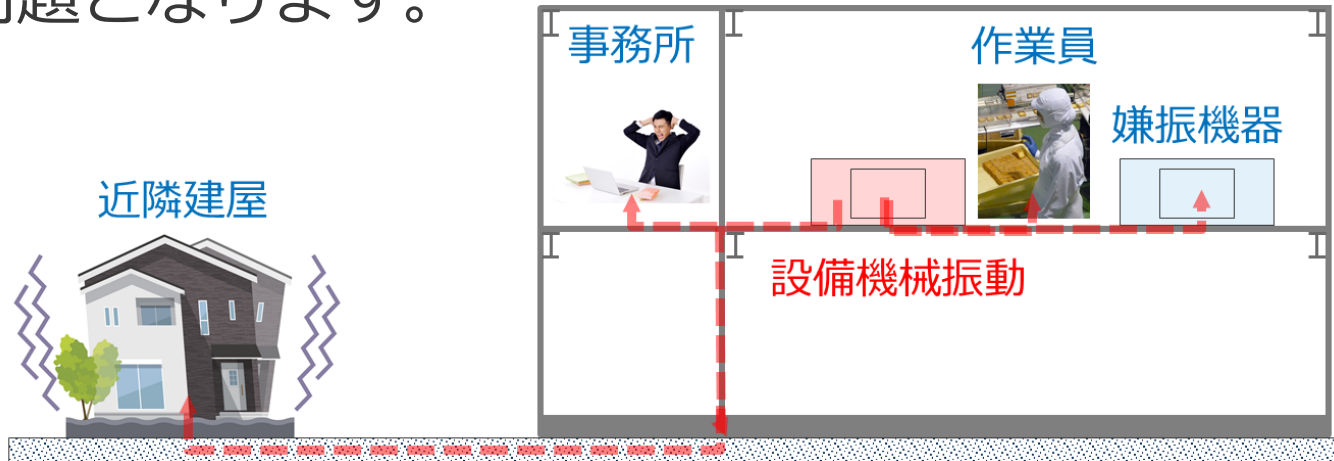 題となります。
事務所
作業員
嫌振機器
近隣建屋
設備機械振動